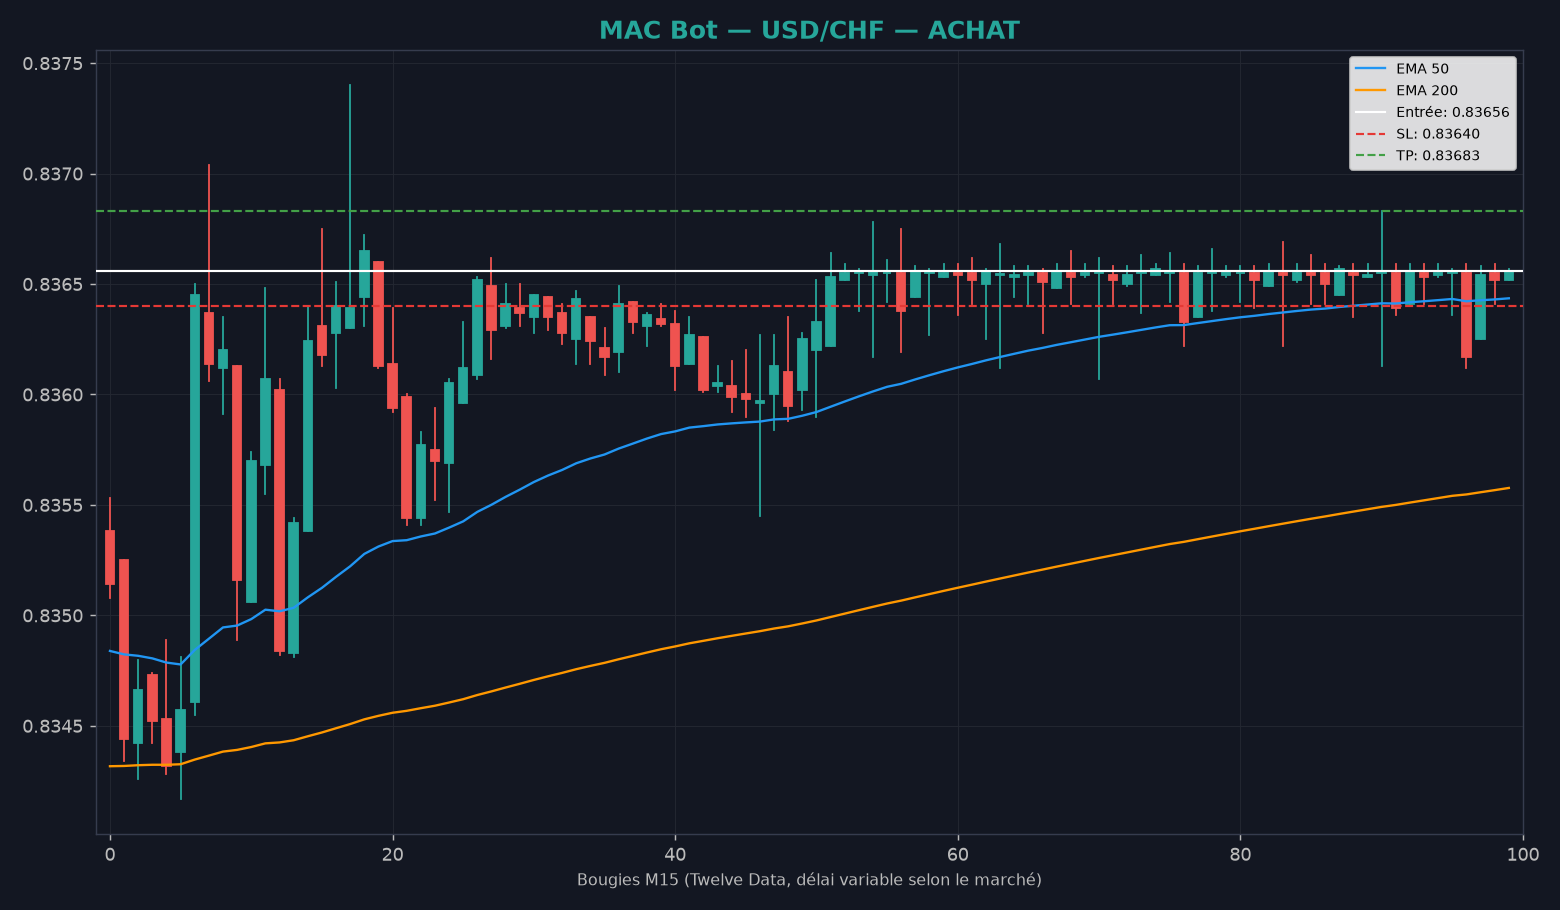 MAC Bot — USD/CHF — ACHAT
EMA 50
EMA 200
Entrée: 0.83656
SL: 0.83640
TP: 0.83683
0.8375
0.8370
0.8365
0.8360
0.8355
0.8350
0.8345
0 20 40 60 80 100
Bougies M15 (Twelve Data, délai variable selon le marché)